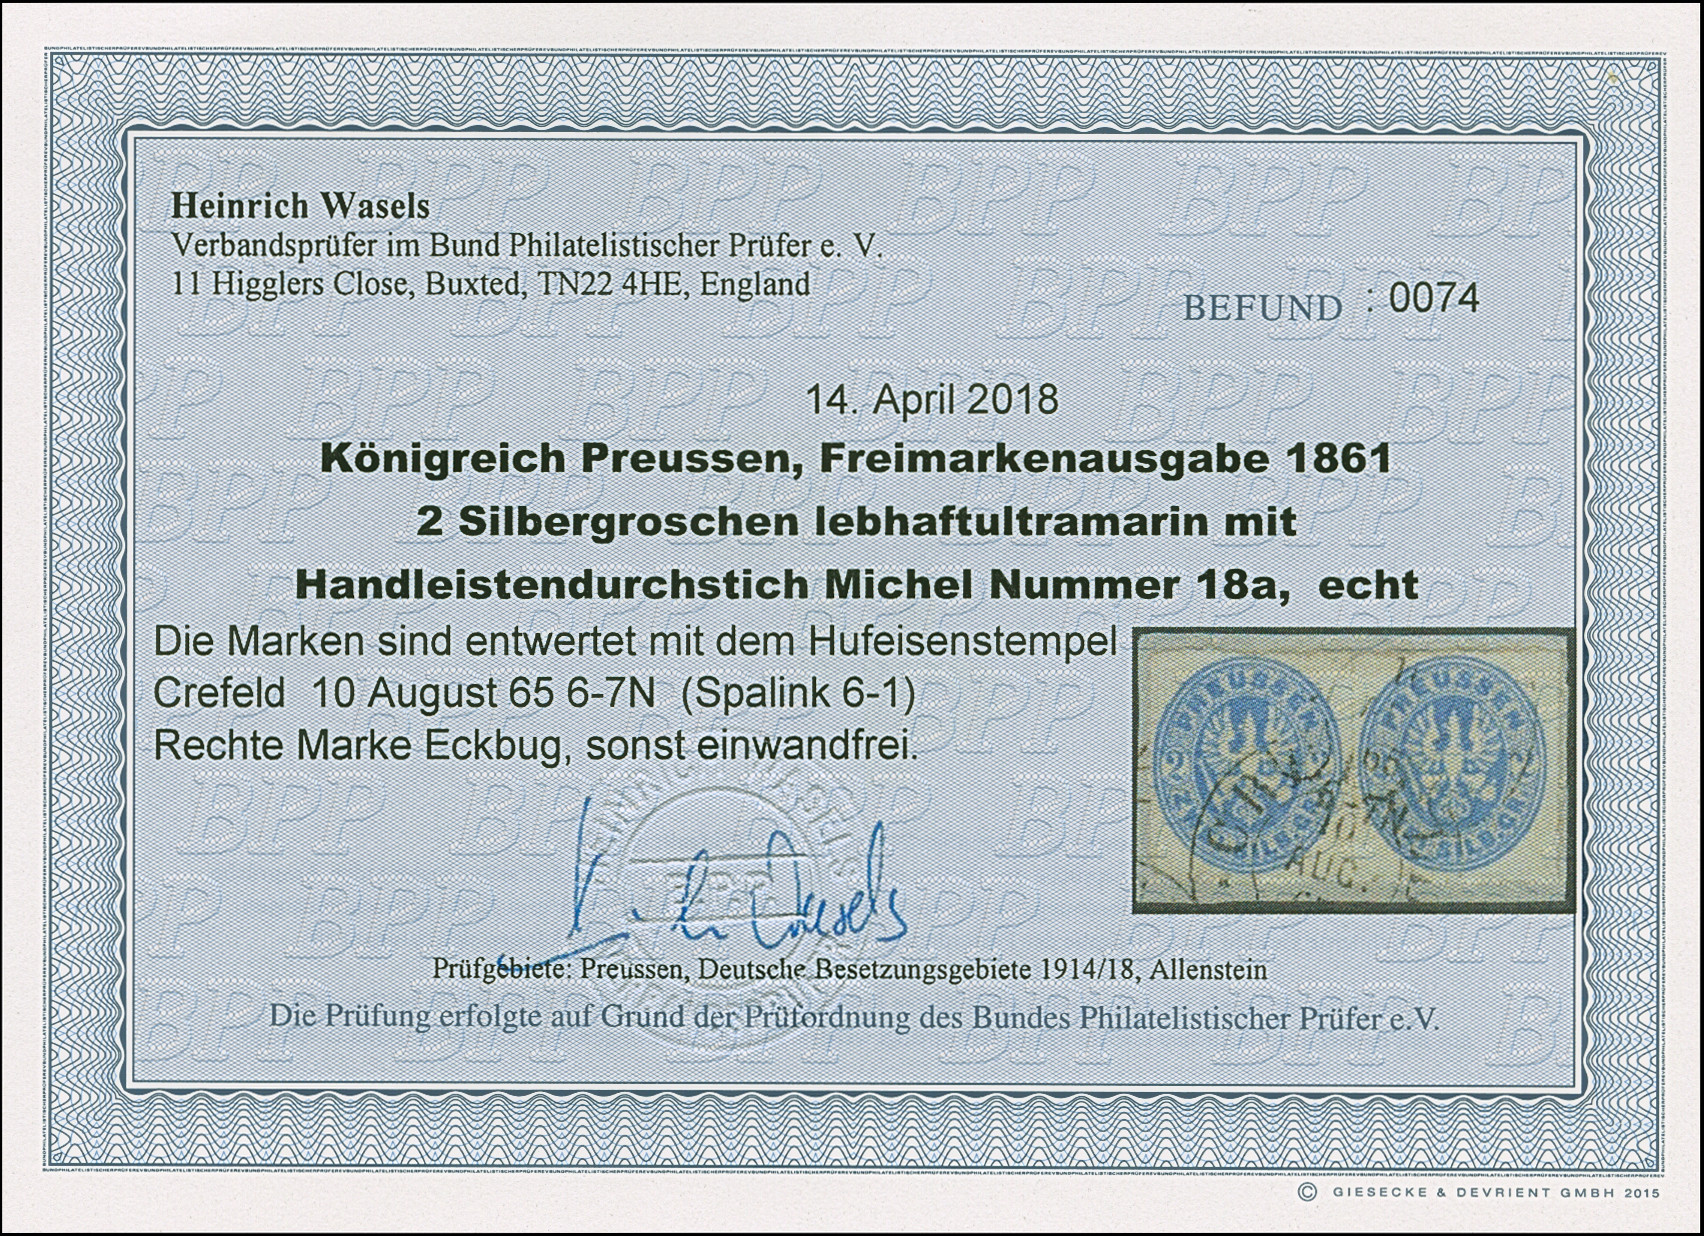 Heinrich Wasels
Verbandsprüfer im Bund Philatelistischer Prüfer e. V.
11 Higglers Close, Buxted, TN22 4HE, England
BEFUND : 0074
14. April 2018
Königreich Preussen, Freimarkenausgabe 1861
2 Silbergroschen lebhaftultramarin mit
Handleistendurchstich Michel Nummer 18a, echt
Die Marken sind entwertet mit dem Hufeisenstempel
Crefeld 10 August 65 6-7N (Spalink 6-1)
Rechte Marke Eckbug, sonst einwandfrei.
PREUSSEN PREUSSEN
AUG.
Wasels
Prüfgebiete: Preussen, Deutsche Besetzungsgebiete 1914/18, Allenstein
Die Prüfung erfolgte auf Grund der Prüfordnung des Bundes Philatelistischer Prüfer e.V.
© GIESECKE & DEVRIENT GMBH 2015